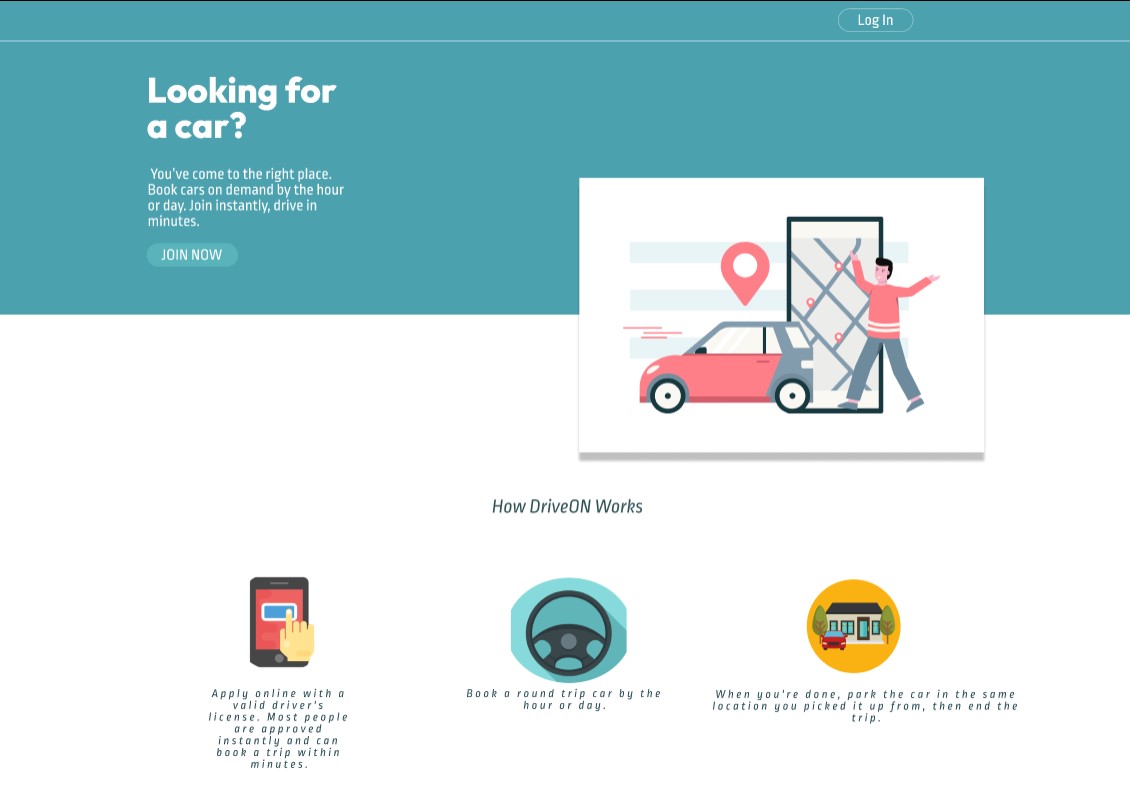 Log In
Looking for
a car?
You've come to the right place.
Book cars on demand by the hour
or day. Join instantly, drive in
minutes.
JOIN NOW
How DriveON Works
Apply online with a
valid driver's
license. Most people
are approved
instantly and can
book a trip within
minutes.
Book a round trip car by the
hour or day.
When you're done, park the car in the same
location you picked it up from, then end the
trip.